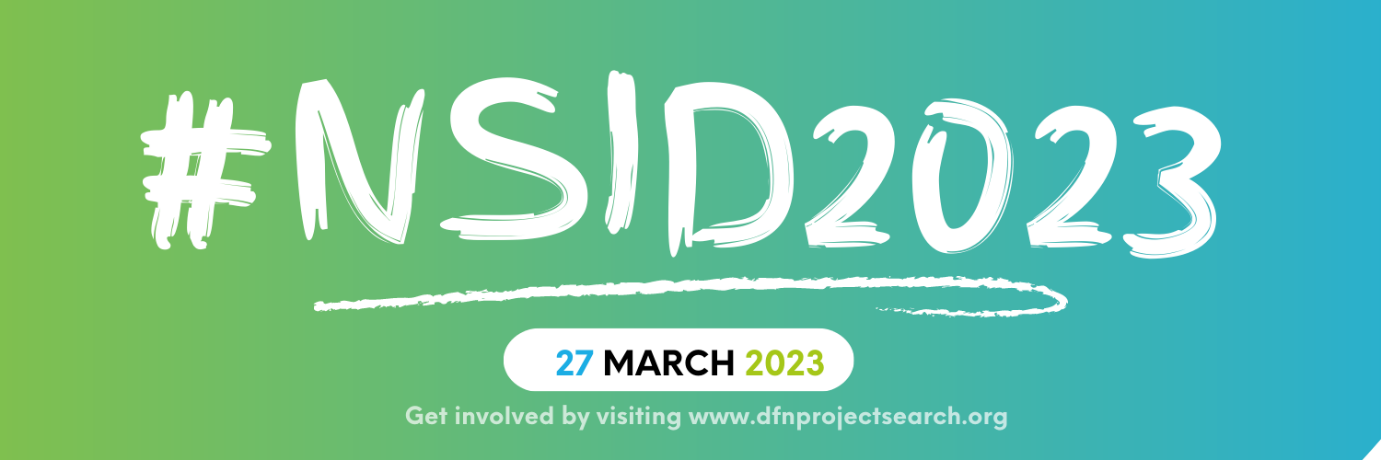 #NSID2023
27 MARCH 2023
Get involved by visiting www.dfnprojectsearch.org